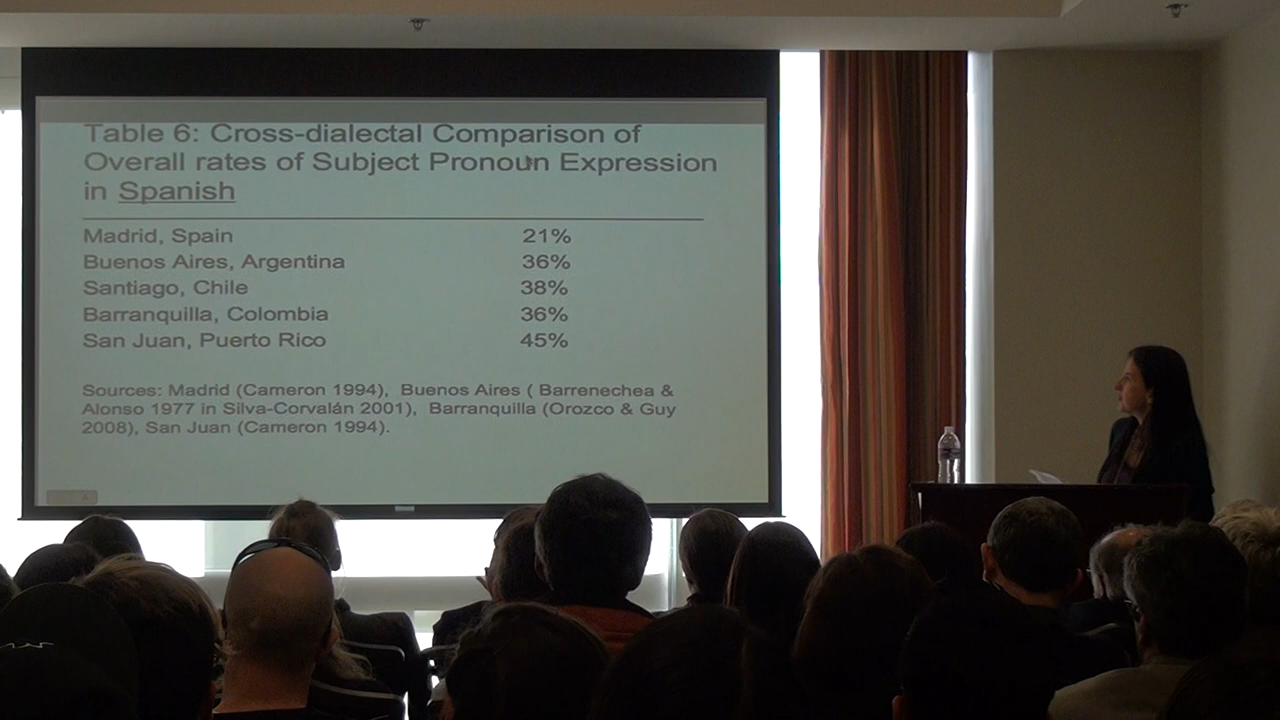 Table 6: Cross-dialectal Comparison of
Overall rates of Subject Pronoun Expression
in Spanish
Madrid, Spain 21%
Buenos Aires, Argentina 36%
Santiago, Chile 38%
Barranquilla, Colombia 36%
San Juan, Puerto Rico 45%
Sources: Madrid (Cameron 1994), Buenos Aires ( Barrenechea &
Alonso 1977 in Silva-Corvalán 2001), Barranquilla (Orozco & Guy
2008), San Juan (Cameron 1994).